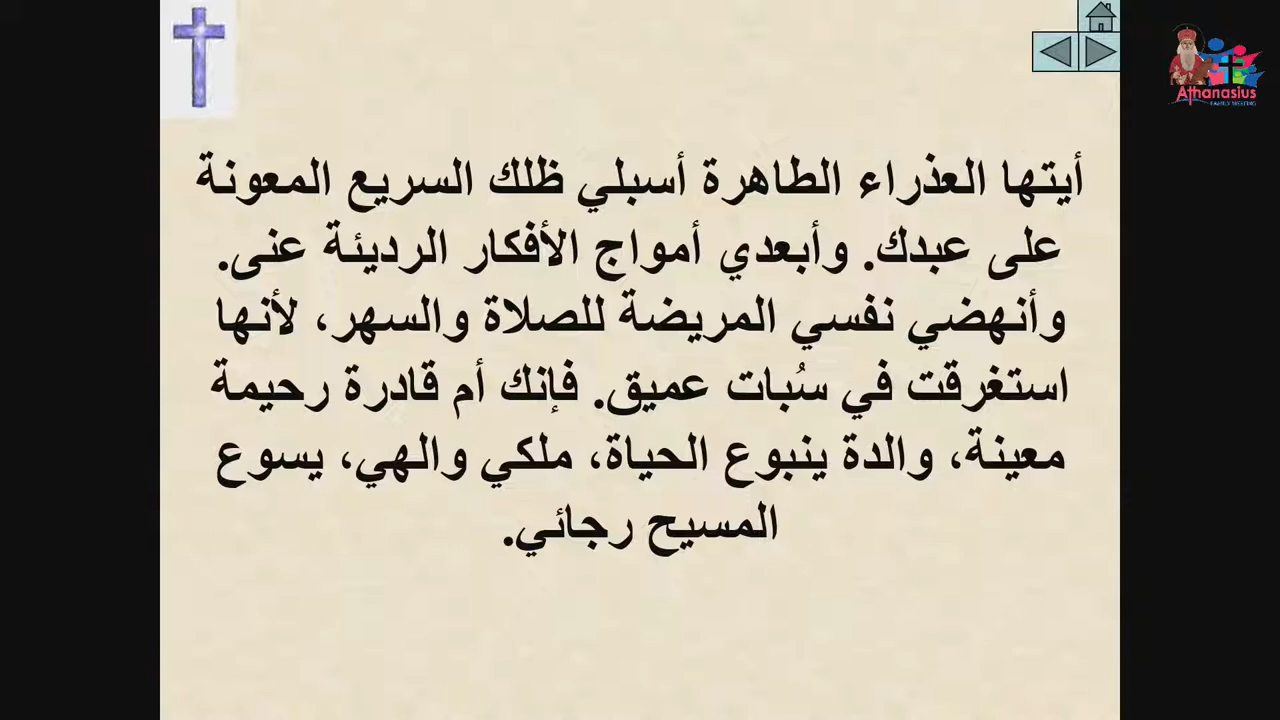 أيتها العذراء الطاهرة أسبلي ظلك السريع المعونة
على عبدك. وأبعدي أمواج الأفكار الرديئة عنى.
وأنهضي نفسي المريضة للصلاة والسهر، لأنها
استغرقت في سُبات عميق. فإنك أم قادرة رحيمة
معينة، والدة ينبوع الحياة، ملكي والهي، يسوع
المسيح رجائي.
Athanasius
FAMILY MEETING